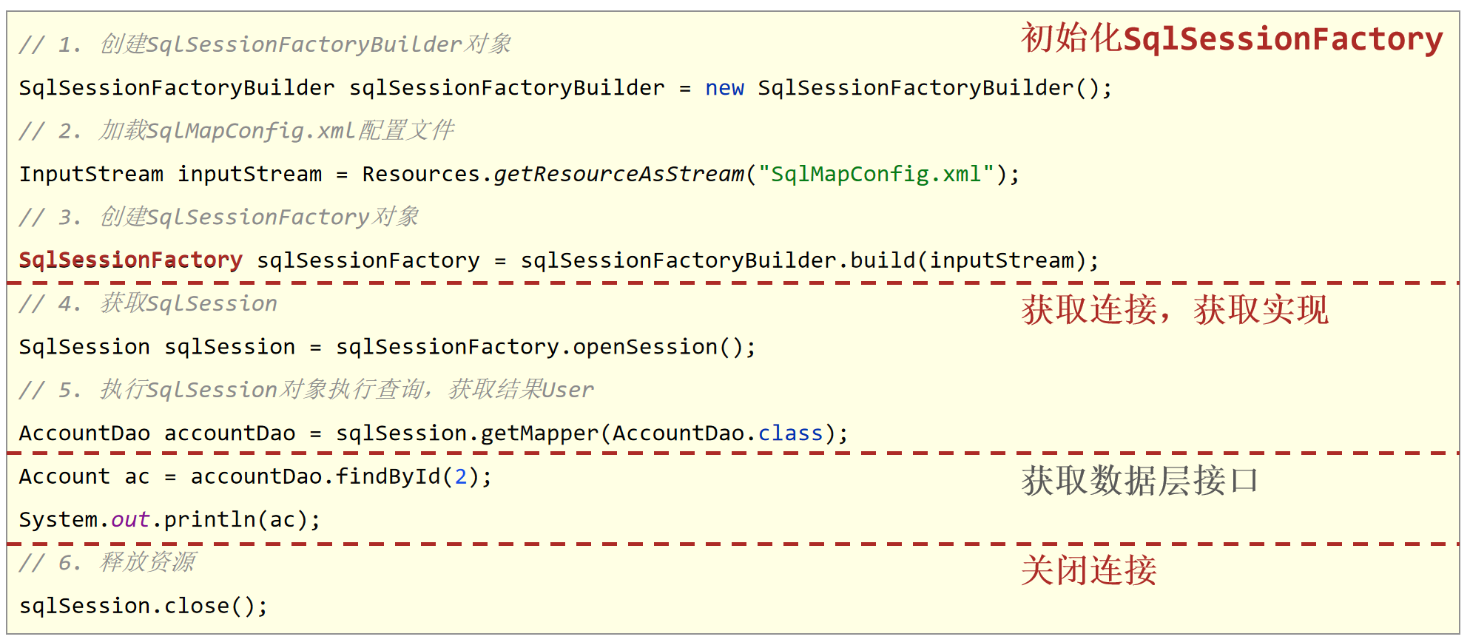 // 1. 创建SqlSessionFactoryBuilder对象
初始化SqlSessionFactory
SqlSessionFactoryBuilder sqlSessionFactoryBuilder = new SqlSessionFactoryBuilder();
// 2. 加载SqlMapConfig.xml配置文件
InputStream inputStream = Resources.getResourceAsStream("SqlMapConfig.xml");
// 3. 创建SqlSessionFactory对象
SqlSessionFactory sqlSessionFactory = sqlSessionFactoryBuilder.build(inputStream);
// 4. 获取SqlSession
获取连接，获取实现
SqlSession sqlSession = sqlSessionFactory.openSession();
// 5. 执行SqlSession对象执行查询，获取结果User
AccountDao accountDao = sqlSession.getMapper(AccountDao.class);
Account ac = accountDao.findById(2);
获取数据层接口
System.out.println(ac);
// 6. 释放资源
关闭连接
sqlSession.close();